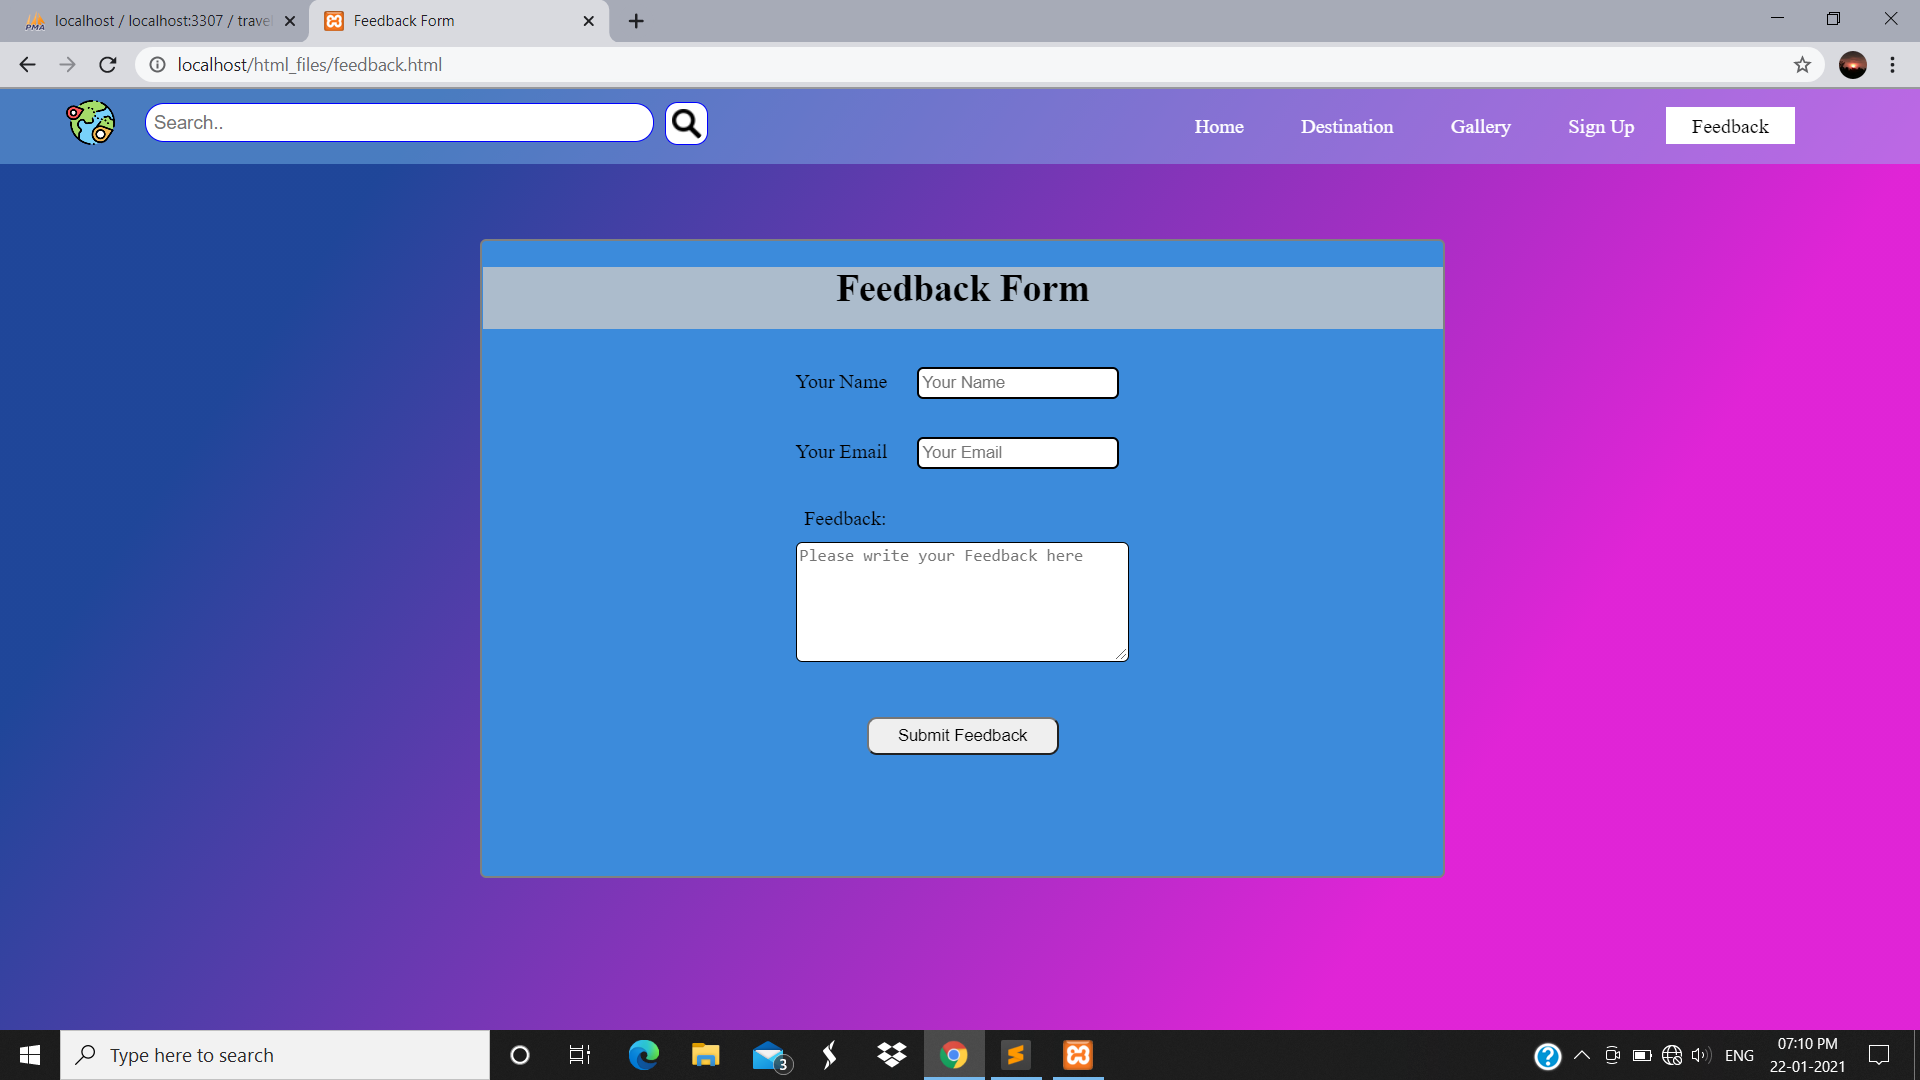 localhost / localhost:3307 / trave
Feedback Form
localhost/html_files/feedback.html
Search..
Home
Destination
Gallery
Sign Up
Feedback
Feedback Form
Your Name
Your Name
Your Email
Your Email
Feedback:
Please write your Feedback here
Submit Feedback
Type here to search
3
ENG
07:10 PM
22-01-2021
PMA